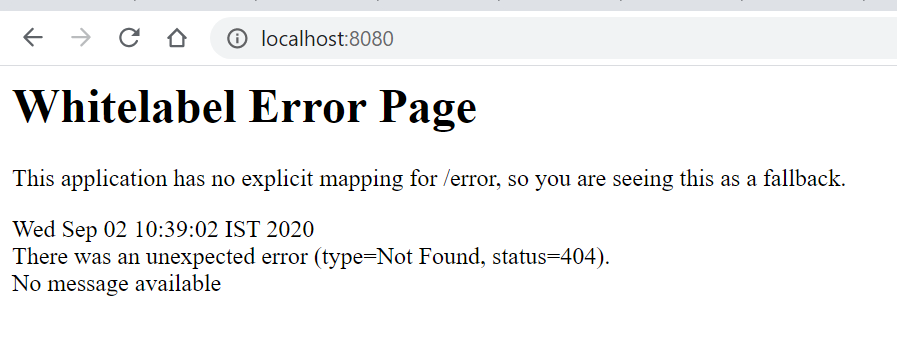 localhost:8080
Whitelabel Error Page
This application has no explicit mapping for /error, so you are seeing this as a fallback.
Wed Sep 02 10:39:02 IST 2020
There was an unexpected error (type=Not Found, status=404).
No message available